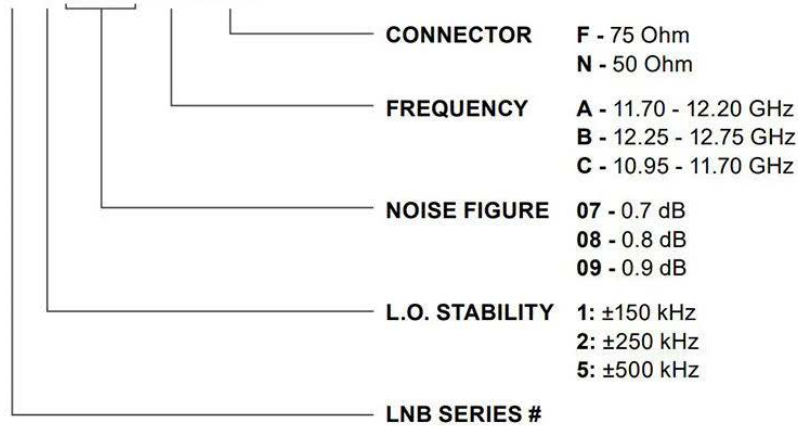 CONNECTOR F - 75 Ohm
N - 50 Ohm
FREQUENCY A - 11.70 - 12.20 GHz
B - 12.25 - 12.75 GHz
C - 10.95 - 11.70 GHz
NOISE FIGURE 07 - 0.7 dB
08 - 0.8 dB
09 - 0.9 dB
L.O. STABILITY 1: ±150 kHz
2: ±250 kHz
5: ±500 kHz
LNB SERIES #